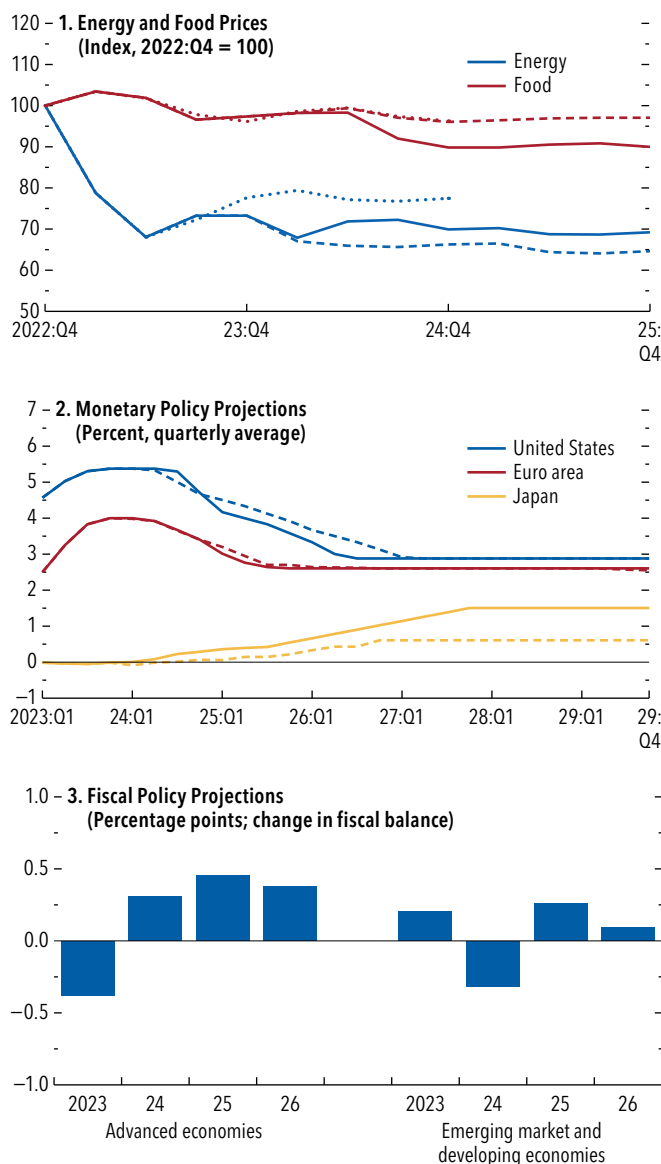 1. Energy and Food Prices
(Index, 2022:Q4 = 100)
Energy
Food
120
110
100
90
80
70
60
50
2022:Q4 23:Q4 24:Q4 25:
Q4
2. Monetary Policy Projections
(Percent, quarterly average)
United States
Euro area
Japan
7
6
5
4
3
2
1
0
−1
2023:Q1 24:Q1 25:Q1 26:Q1 27:Q1 28:Q1 29:Q1 29:
Q4
3. Fiscal Policy Projections
(Percentage points; change in fiscal balance)
1.0
0.5
0.0
−0.5
−1.0
2023 24 25 26 2023 24 25 26
Advanced economies Emerging market and
developing economies